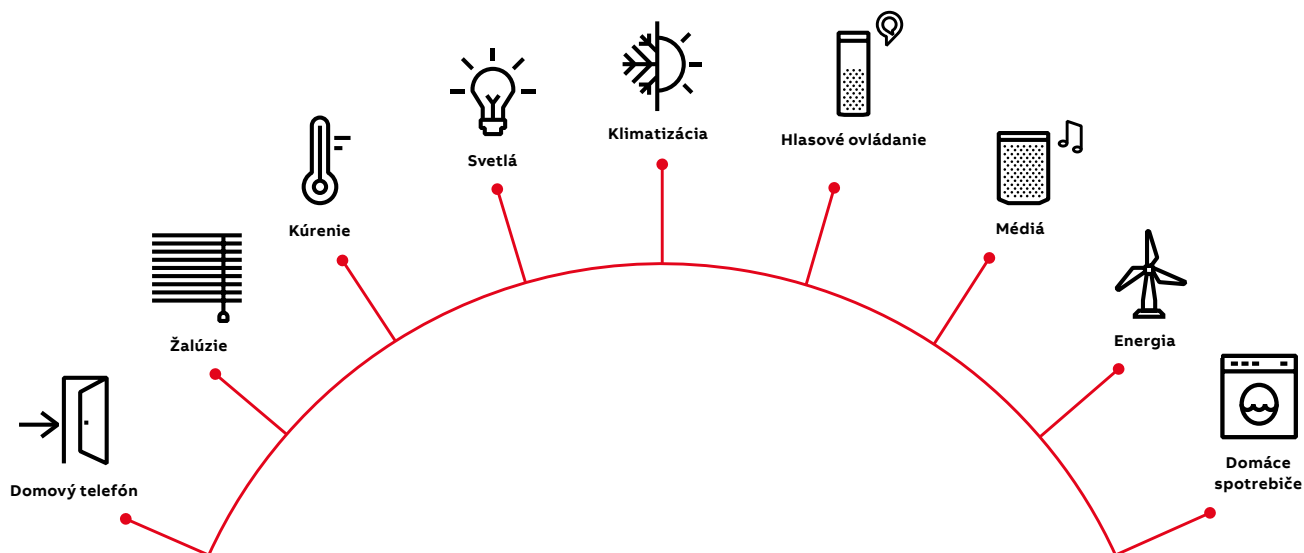 Domový telefón
Žalúzie
Kúrenie
Svetlá
Klimatizácia
Hlasové ovládanie
Médiá
Energia
Domáce
spotrebiče